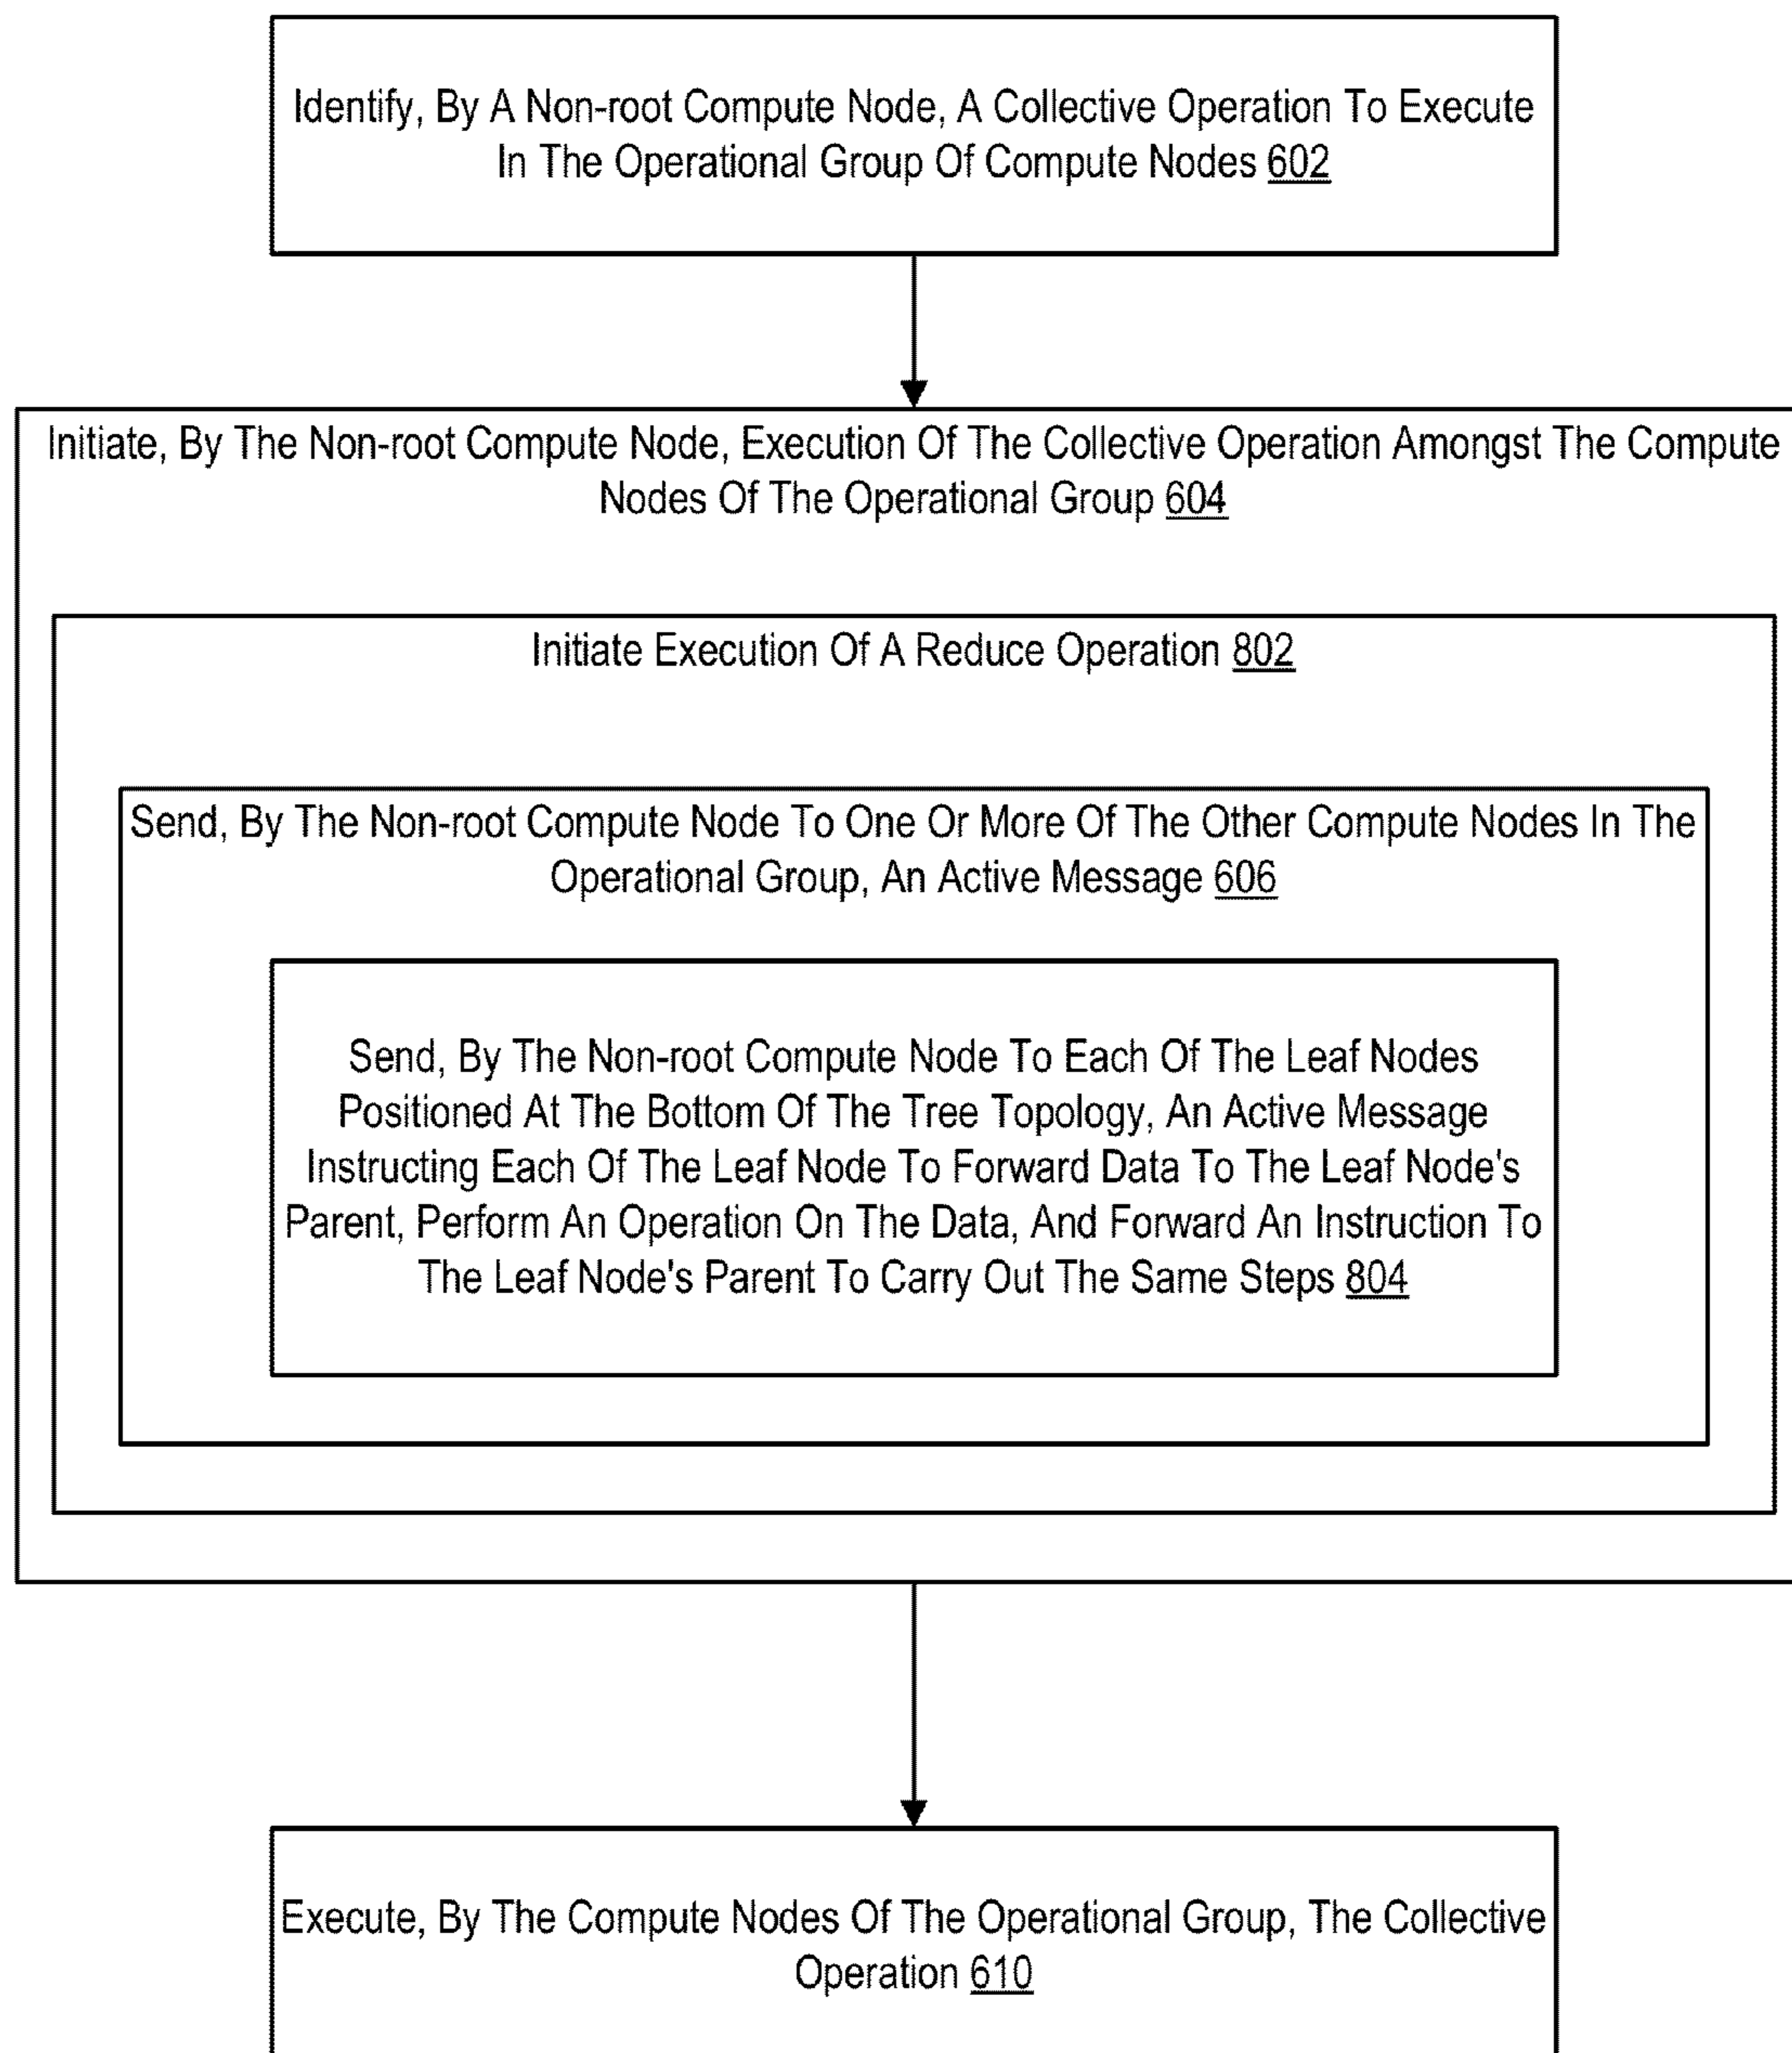 Identify, By A Non-root Compute Node, A Collective Operation To Execute
In The Operational Group Of Compute Nodes 602
Initiate, By The Non-root Compute Node, Execution Of The Collective Operation Amongst The Compute
Nodes Of The Operational Group 604
Initiate Execution Of A Reduce Operation 802
Send, By The Non-root Compute Node To One Or More Of The Other Compute Nodes In The
Operational Group, An Active Message 606
Send, By The Non-root Compute Node To Each Of The Leaf Nodes
Positioned At The Bottom Of The Tree Topology, An Active Message
Instructing Each Of The Leaf Node To Forward Data To The Leaf Node's
Parent, Perform An Operation On The Data, And Forward An Instruction To
The Leaf Node's Parent To Carry Out The Same Steps 804
Execute, By The Compute Nodes Of The Operational Group, The Collective
Operation 610